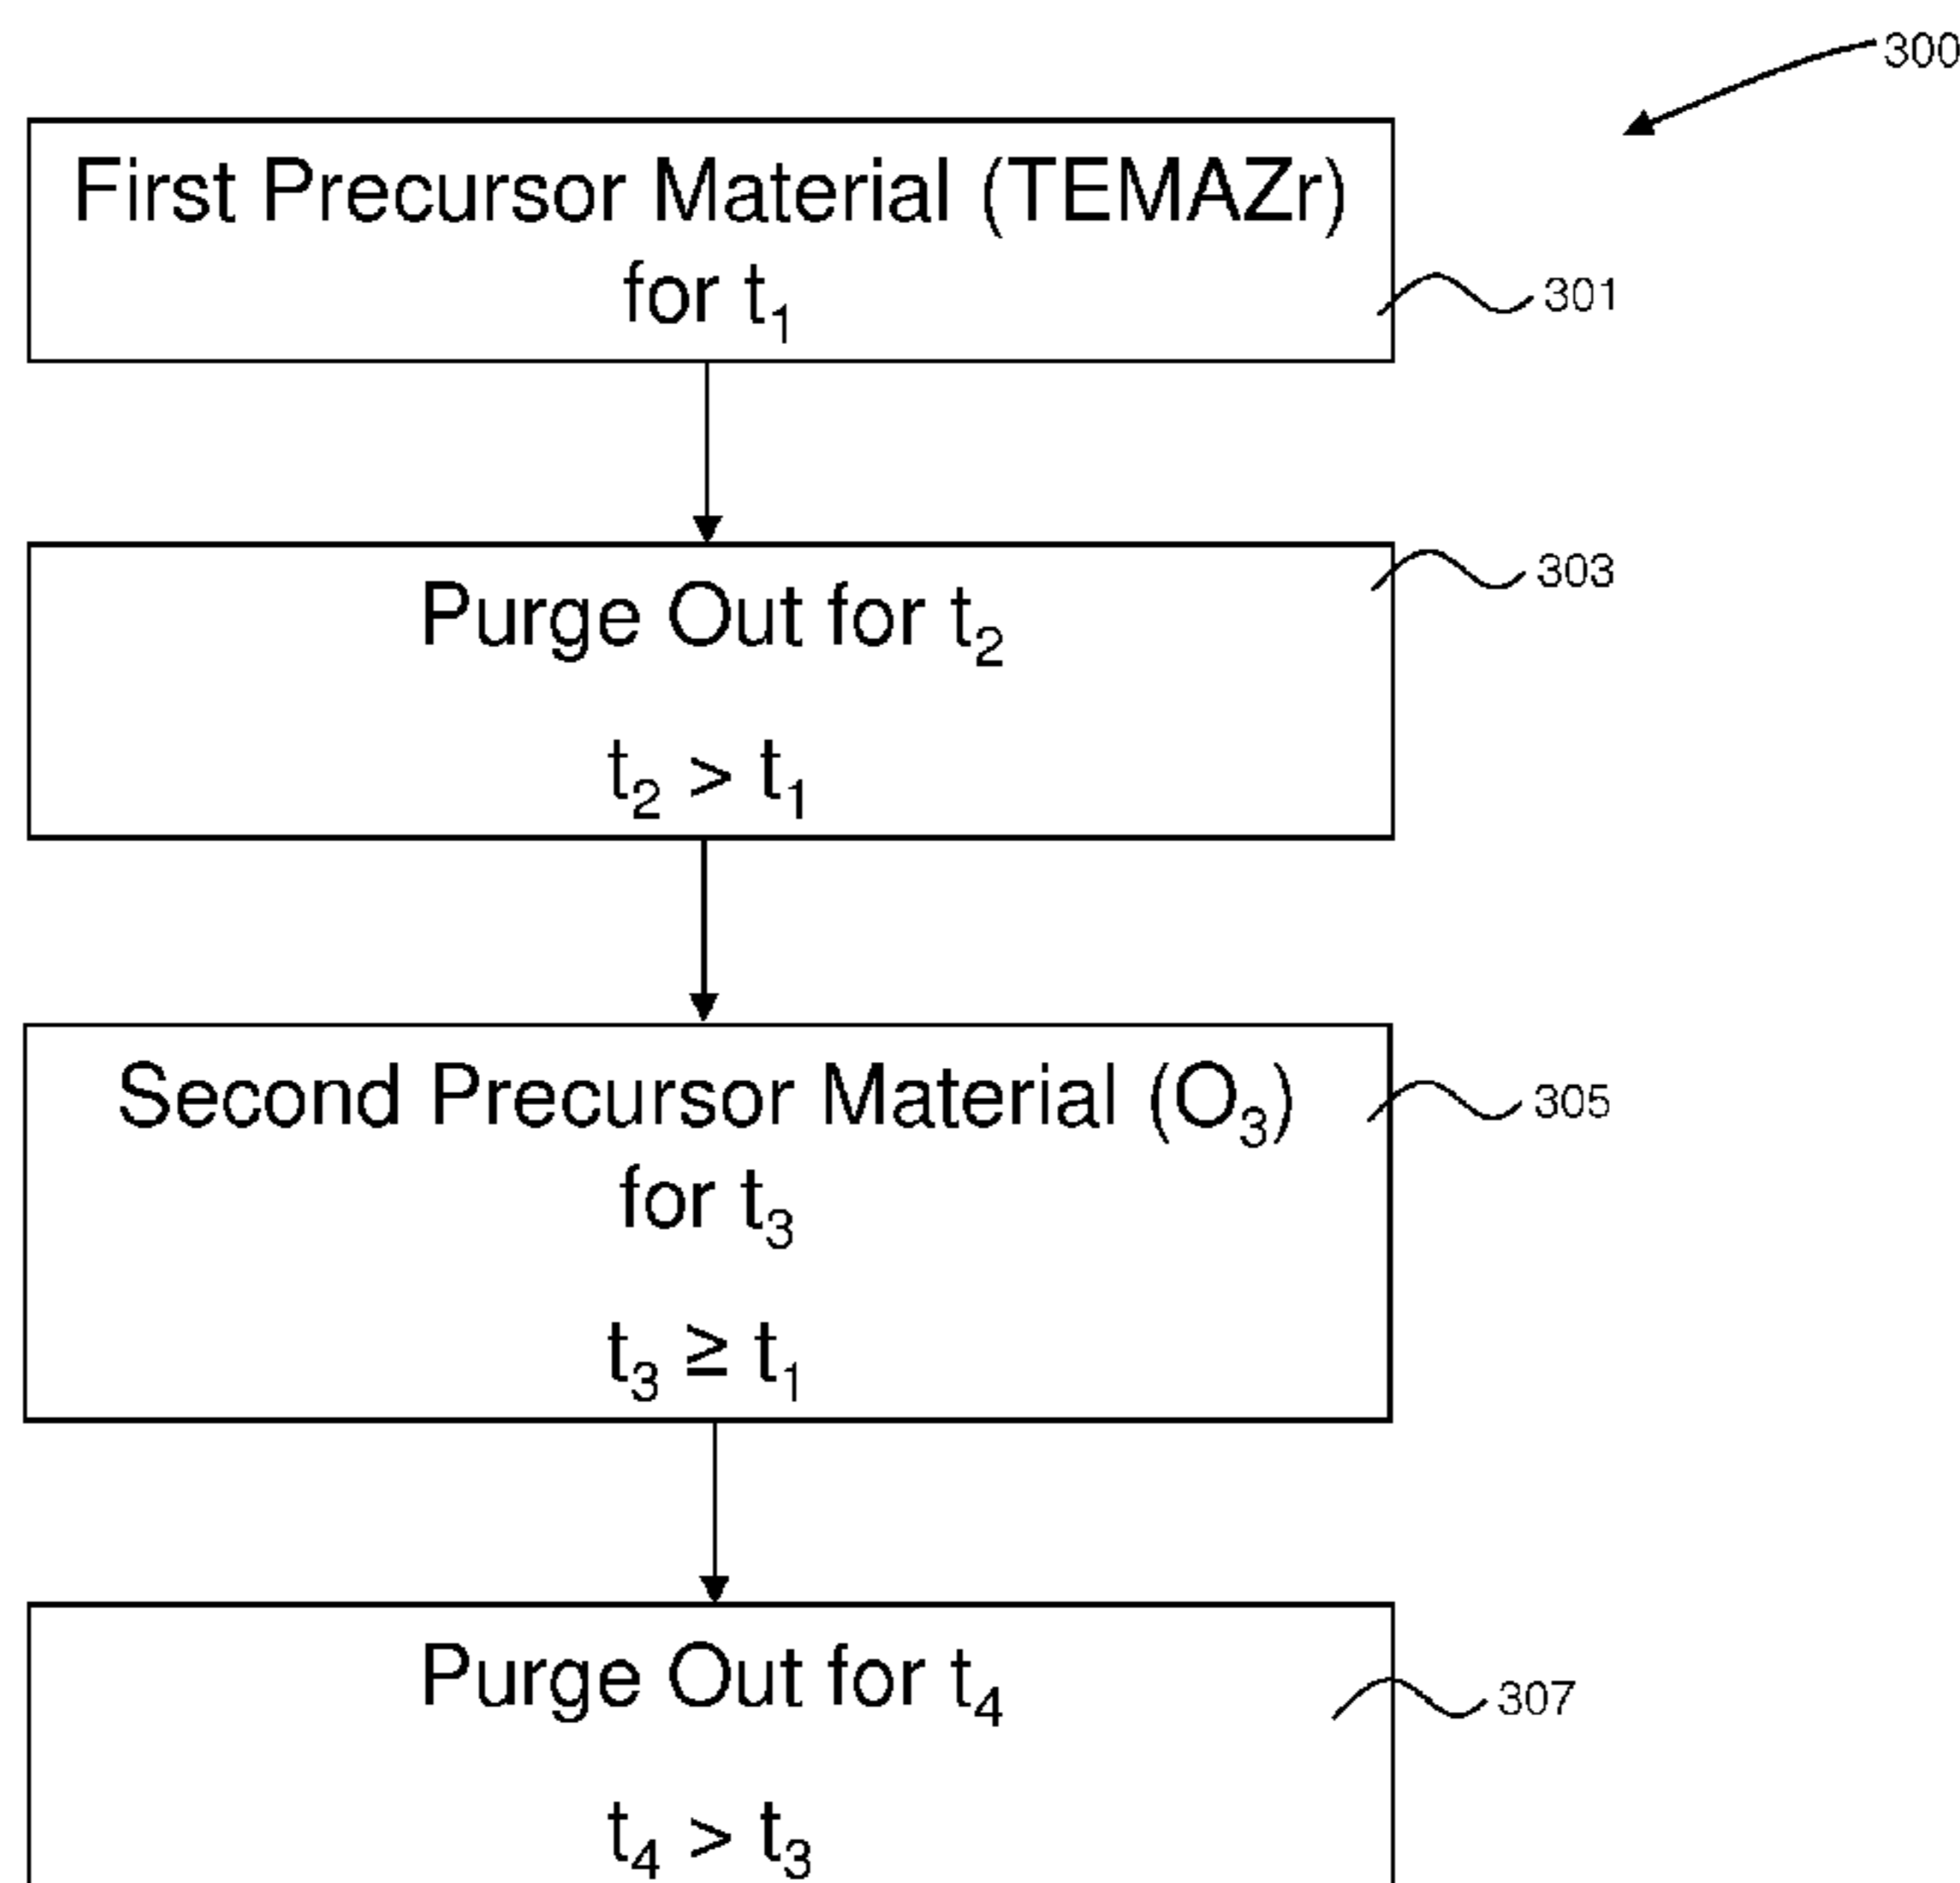 300
First Precursor Material (TEMAZr)
for t₁
301
Purge Out for t₂
303
t₂ > t₁
Second Precursor Material (O₃)
305
for t₃
t₃ ≥ t₁
Purge Out for t₄
307
t₄ > t₃